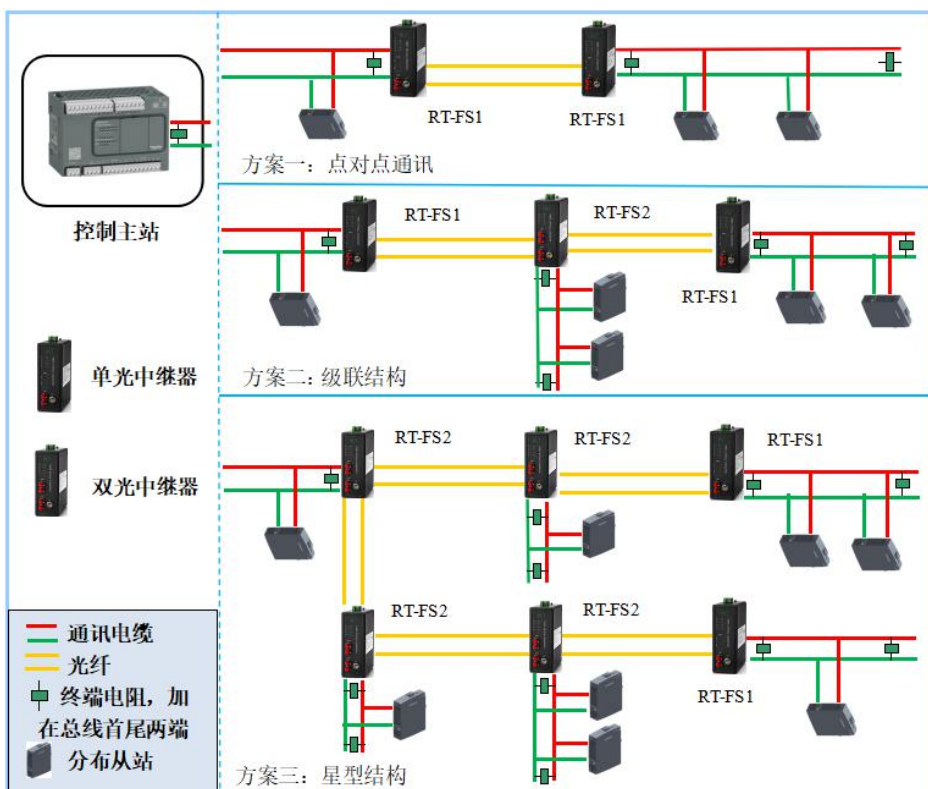 控制主站
单光中继器
双光中继器
通讯电缆
光纤
终端电阻，加
在总线首尾两端
分布从站
RT-FS1
RT-FS1
方案一：点对点通讯
RT-FS1
RT-FS2
RT-FS1
方案二：级联结构
RT-FS2
RT-FS2
RT-FS1
RT-FS2
RT-FS2
RT-FS1
方案三：星型结构